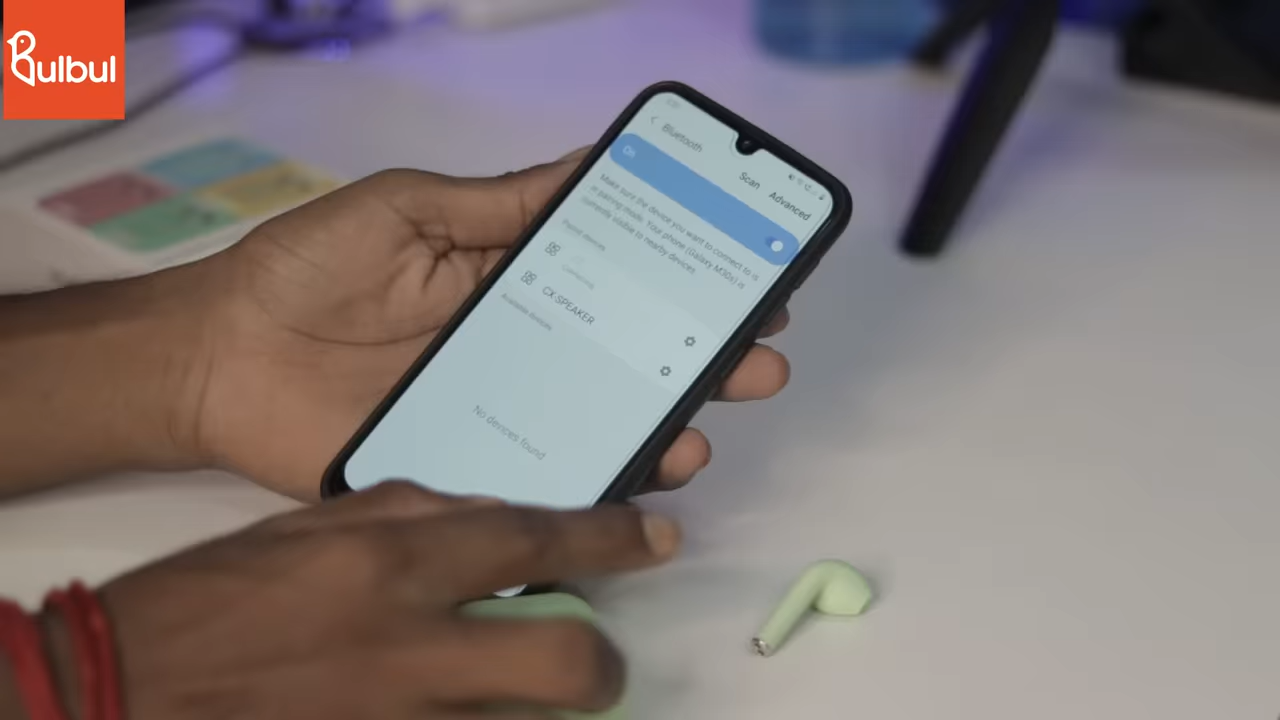 Bulbul
Bluetooth
On
Scan
Advanced
Make sure the device you want to connect to is
in pairing mode. Your phone (Galaxy M30s) is
currently visible to nearby devices.
Paired devices
Connecting
CX-SPEAKER
Available devices
No devices found